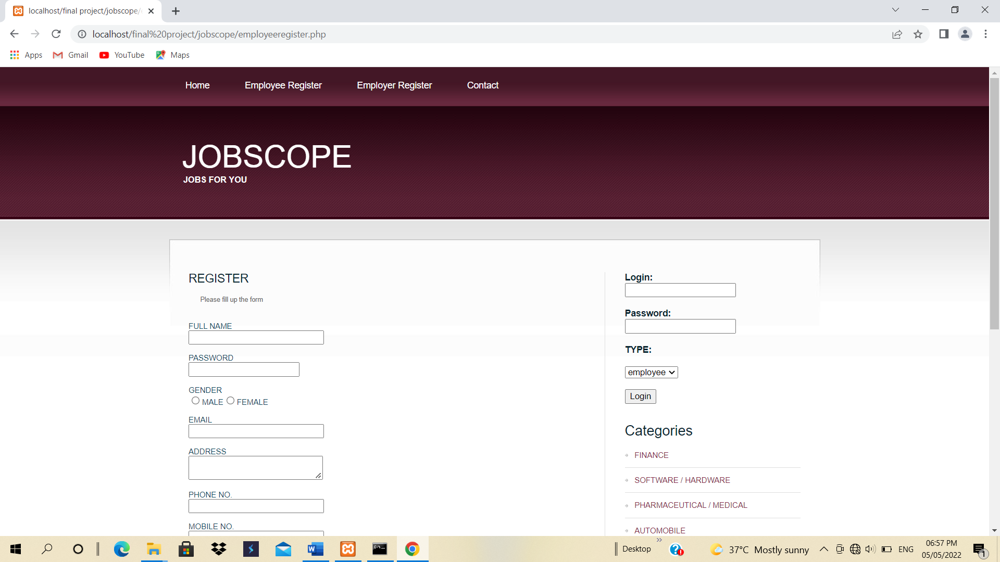 localhost/final project/jobscope/
localhost/final%20project/jobscope/employeeregister.php
Apps Gmail YouTube Maps
Home Employee Register Employer Register Contact
JOBSCOPE
JOBS FOR YOU
REGISTER
Please fill up the form
FULL NAME
PASSWORD
GENDER
MALE FEMALE
EMAIL
ADDRESS
PHONE NO.
MOBILE NO.
Login:
Password:
TYPE:
employee
Login
Categories
FINANCE
SOFTWARE / HARDWARE
PHARMACEUTICAL / MEDICAL
AUTOMOBILE
Desktop 37°C Mostly sunny ENG
06:57 PM
05/05/2022
1